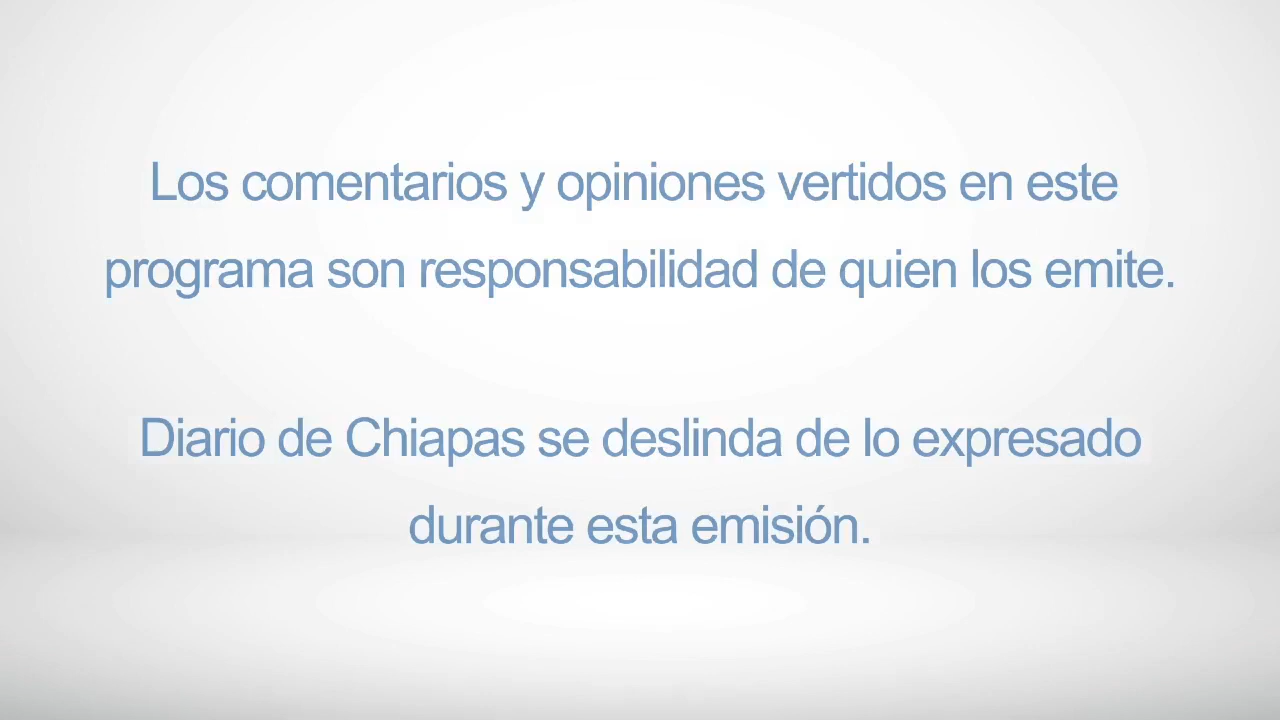 Los comentarios y opiniones vertidos en este
programa son responsabilidad de quien los emite.
Diario de Chiapas se deslinda de lo expresado
durante esta emisión.